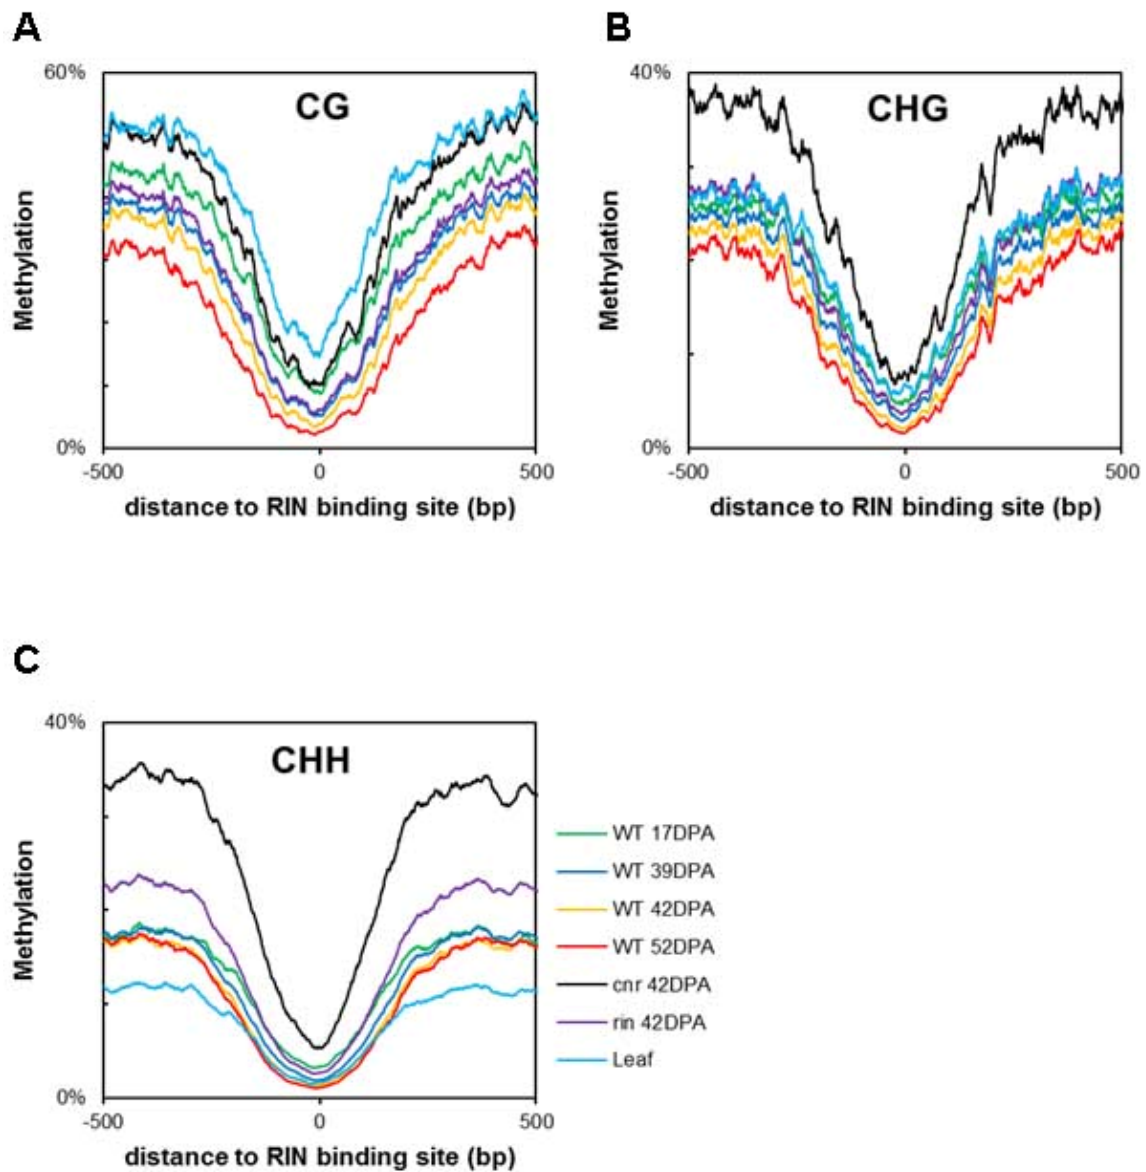 A
B
60%
CG
Methylation
0%
-500
0
500
distance to RIN binding site (bp)
40%
CHG
Methylation
0%
-500
0
500
distance to RIN binding site (bp)
C
40%
CHH
Methylation
0%
-500
0
500
distance to RIN binding site (bp)
WT 17DPA
WT 39DPA
WT 42DPA
WT 52DPA
cnr 42DPA
rin 42DPA
Leaf